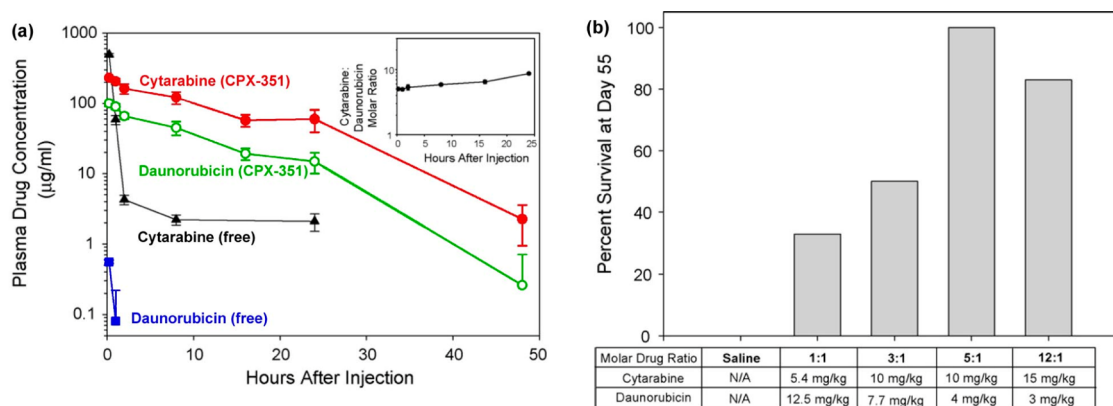 (a)
Plasma Drug Concentration
(µg/ml)
1000
100
10
1
0.1
0
10
20
30
40
50
Hours After Injection
Cytarabine (CPX-351)
Daunorubicin (CPX-351)
Cytarabine (free)
Daunorubicin (free)
Cytarabine:
Daunorubicin
Molar Ratio
10
1
0 5 10 15 20 25
Hours After Injection
(b)
Percent Survival at Day 55
100
80
60
40
20
0
Molar Drug Ratio Saline 1:1 3:1 5:1 12:1
Cytarabine N/A 5.4 mg/kg 10 mg/kg 10 mg/kg 15 mg/kg
Daunorubicin N/A 12.5 mg/kg 7.7 mg/kg 4 mg/kg 3 mg/kg